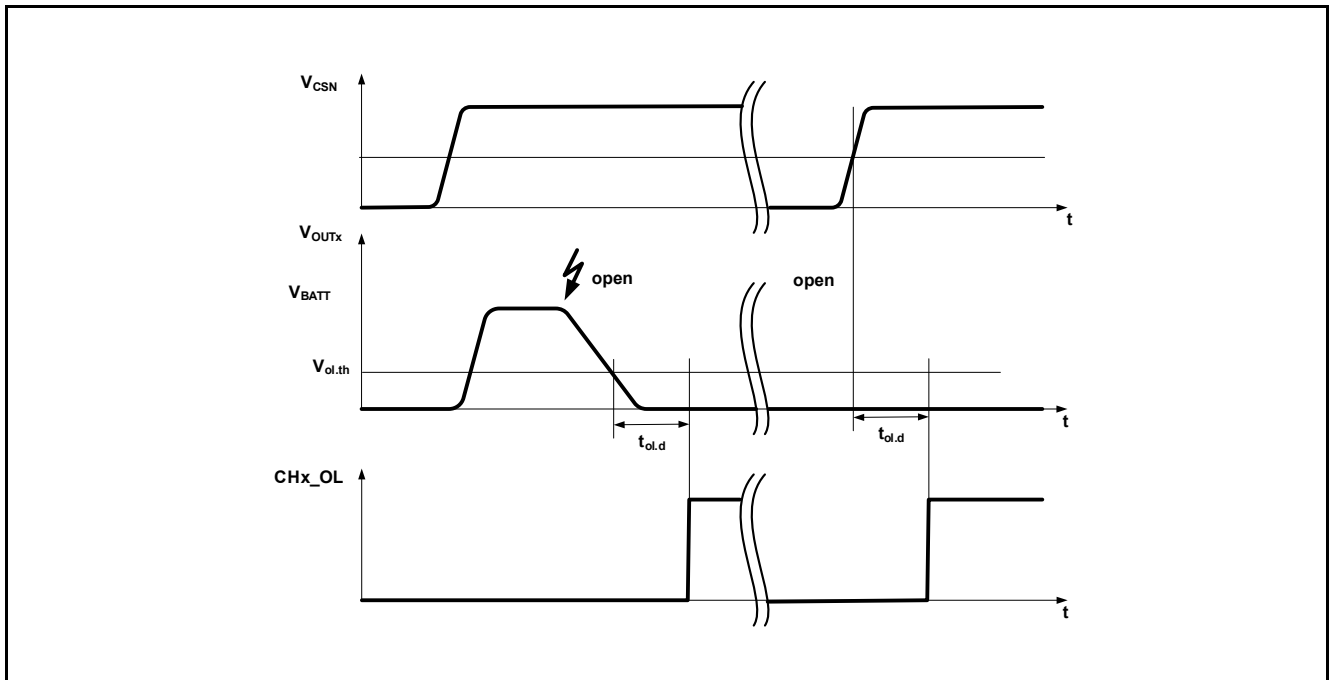 V_CSN
t
V_OUTx
open
open
V_BATT
V_ol.th
t
t_ol.d
t_ol.d
CHx_OL
t